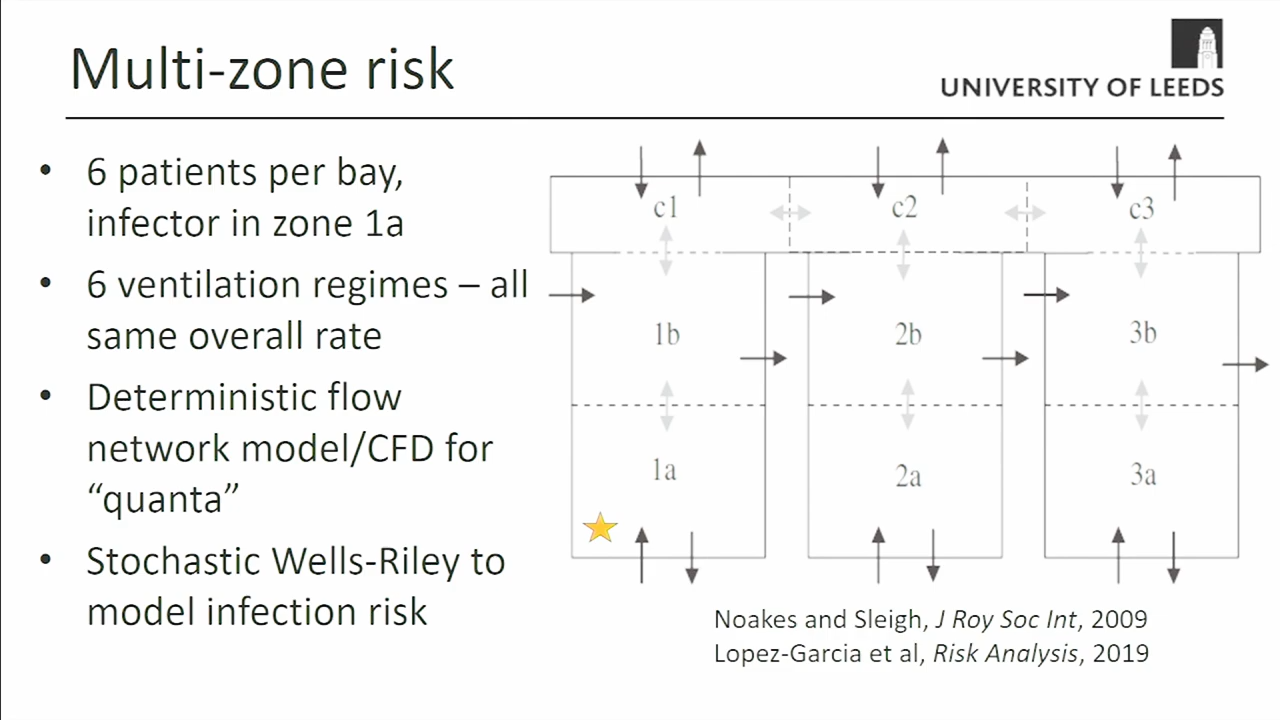 Multi-zone risk
UNIVERSITY OF LEEDS
• 6 patients per bay,
infector in zone 1a
• 6 ventilation regimes – all
same overall rate
• Deterministic flow
network model/CFD for
“quanta”
• Stochastic Wells-Riley to
model infection risk
c1 c2 c3
1b 2b 3b
1a 2a 3a
Noakes and Sleigh, J Roy Soc Int, 2009
Lopez-Garcia et al, Risk Analysis, 2019